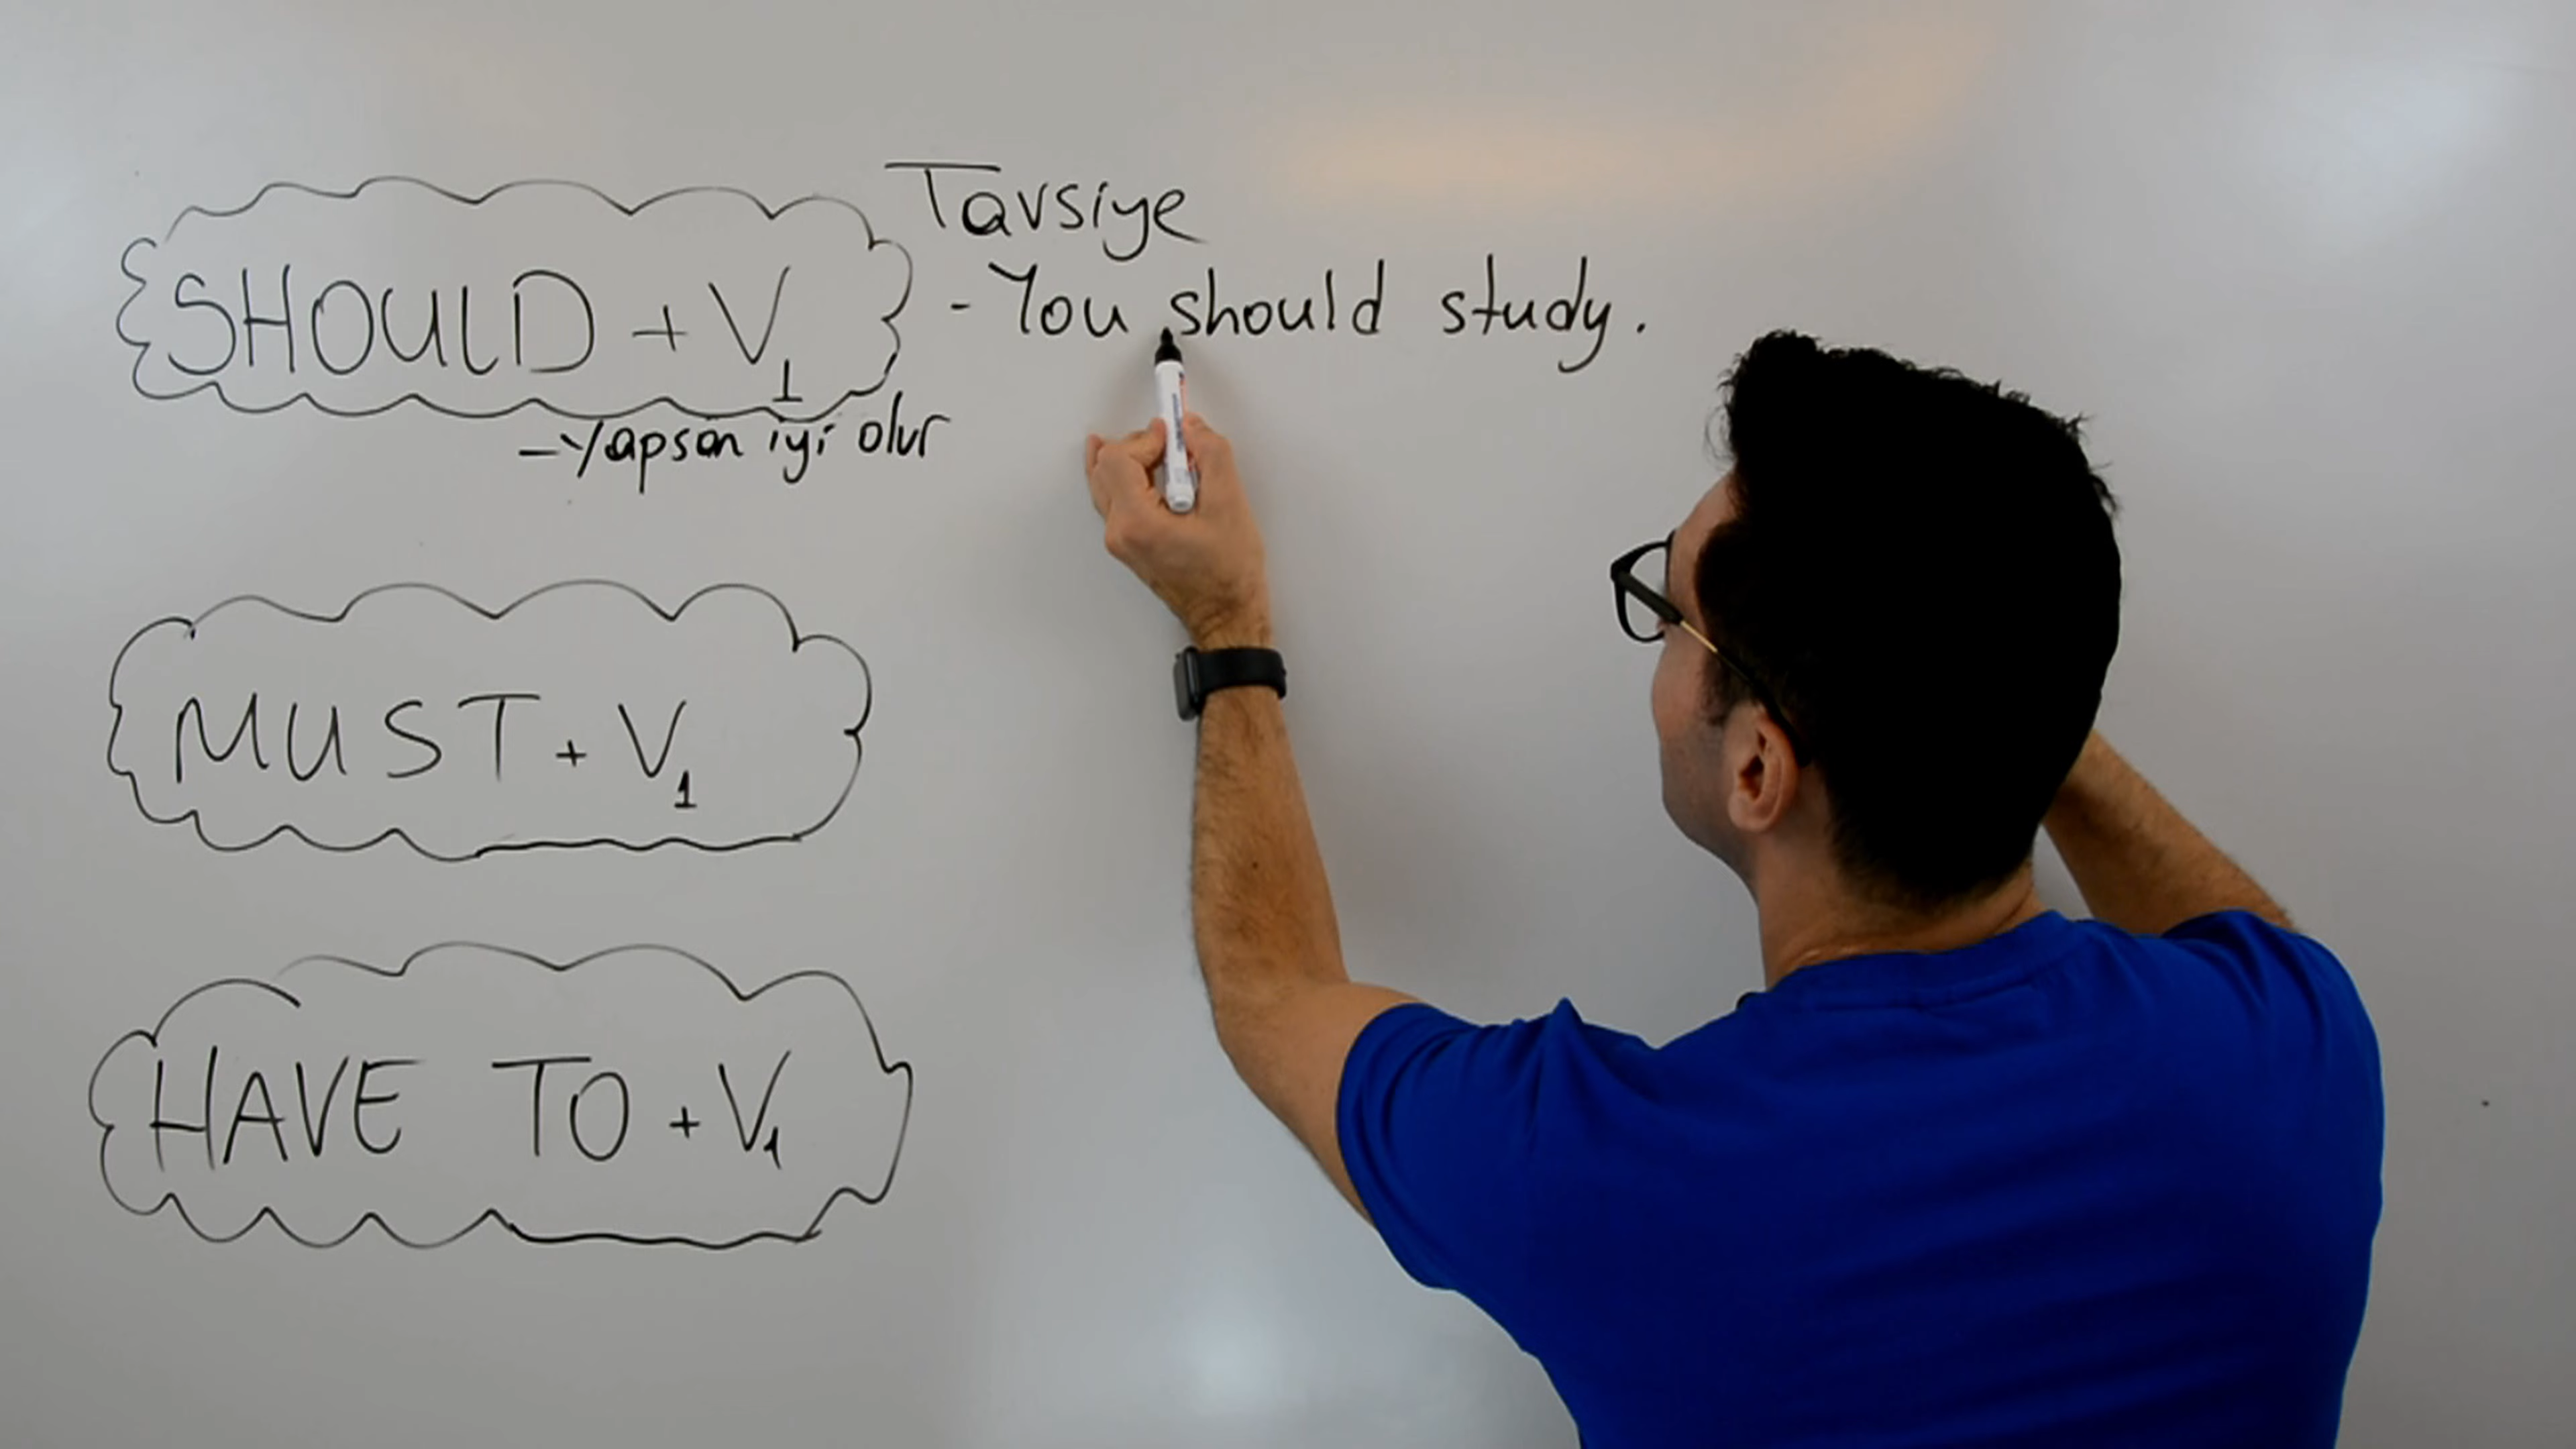 Tavsiye
SHOULD + V1
- You should study.
- Yapsan iyi olur
MUST + V1
HAVE TO + V1